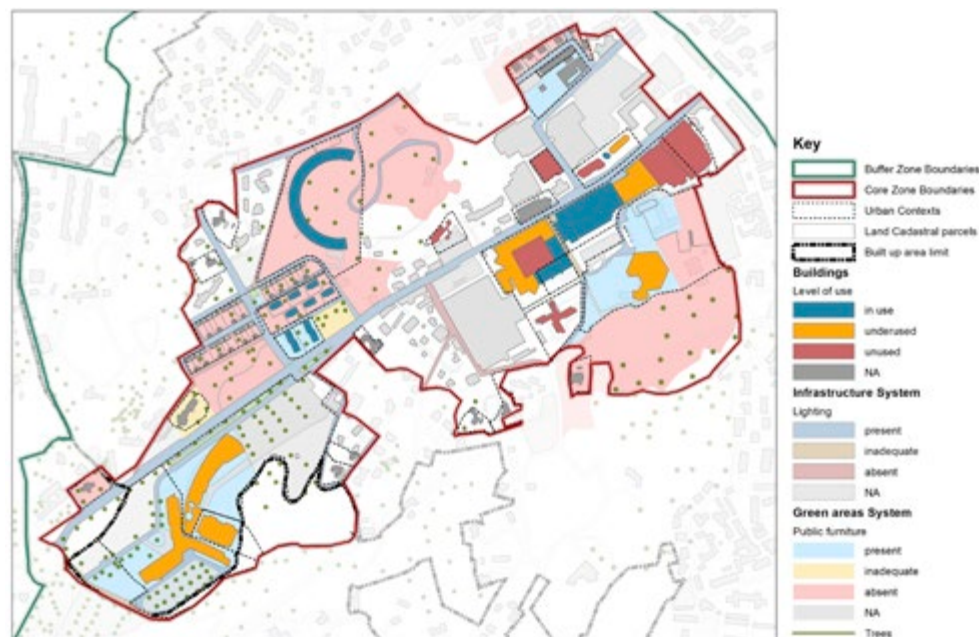 Key
Buffer Zone Boundaries
Core Zone Boundaries
Urban Contexts
Land Cadastral parcels
Built up area limit
Buildings
Level of use
in use
underused
unused
NA
Infrastructure System
Lighting
present
inadequate
absent
NA
Green areas System
Public furniture
present
inadequate
absent
NA
Trees